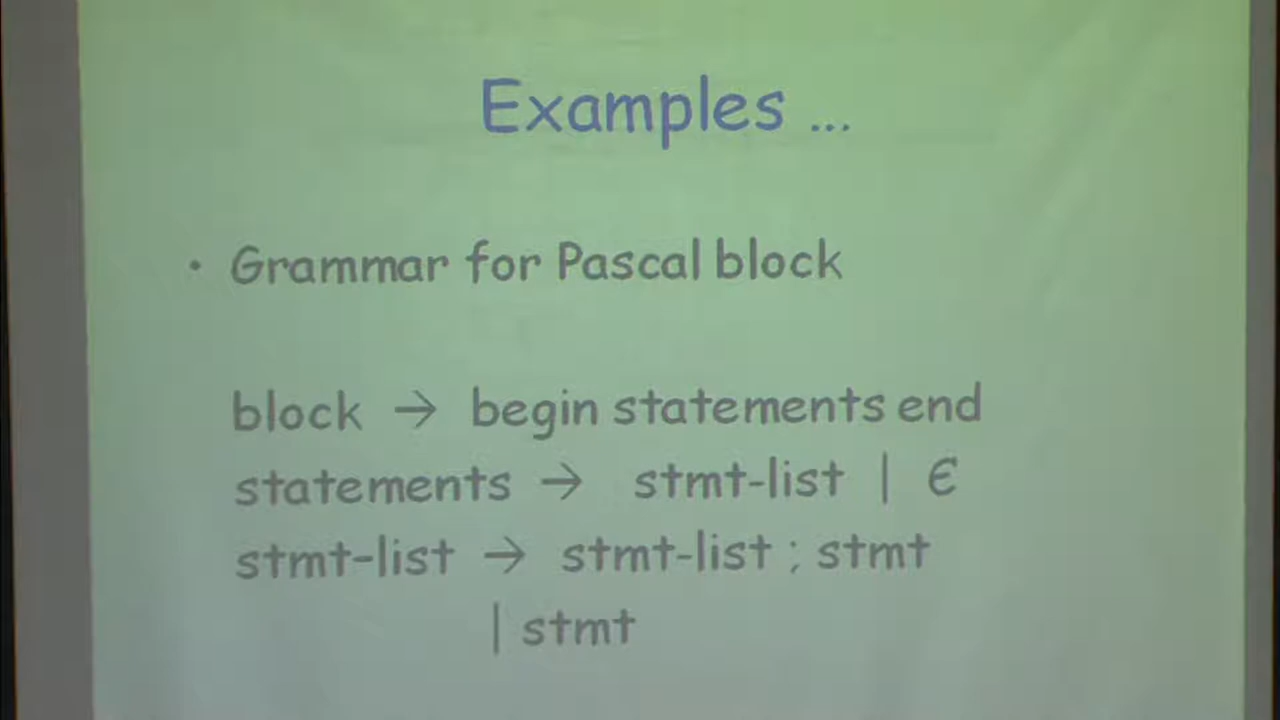 Examples ...
• Grammar for Pascal block
block → begin statements end
statements → stmt-list | Є
stmt-list → stmt-list ; stmt
| stmt